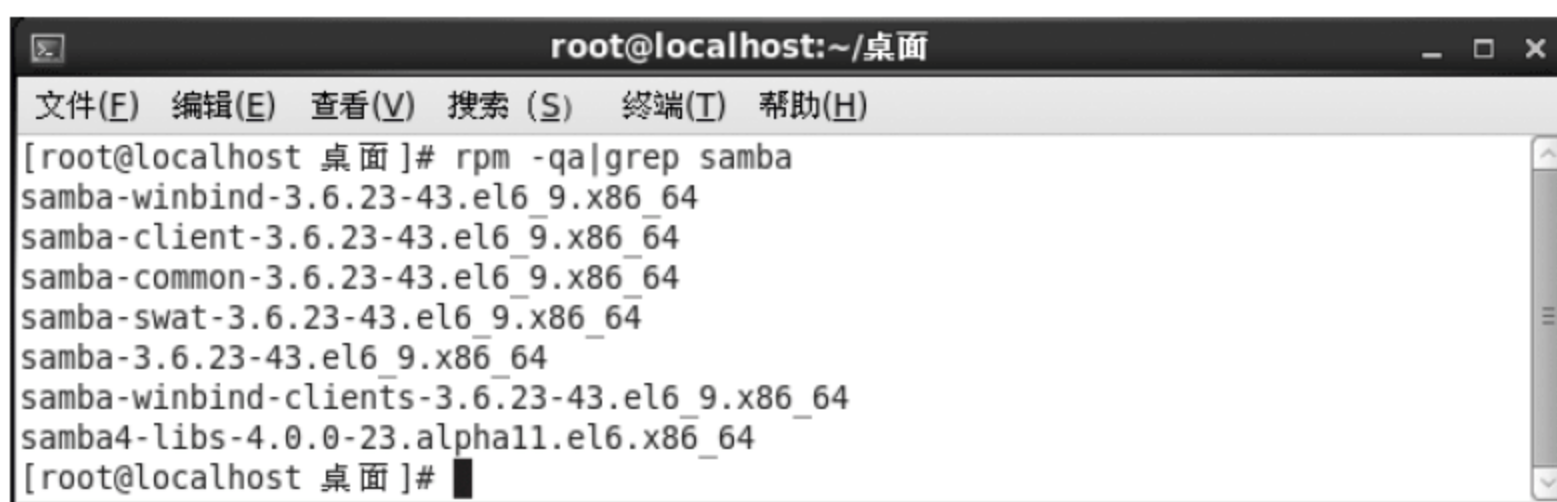 root@localhost:~/桌面
文件(F) 编辑(E) 查看(V) 搜索 (S) 终端(T) 帮助(H)
[root@localhost 桌面]# rpm -qa|grep samba
samba-winbind-3.6.23-43.el6_9.x86_64
samba-client-3.6.23-43.el6_9.x86_64
samba-common-3.6.23-43.el6_9.x86_64
samba-swat-3.6.23-43.el6_9.x86_64
samba-3.6.23-43.el6_9.x86_64
samba-winbind-clients-3.6.23-43.el6_9.x86_64
samba4-libs-4.0.0-23.alpha11.el6.x86_64
[root@localhost 桌面]#